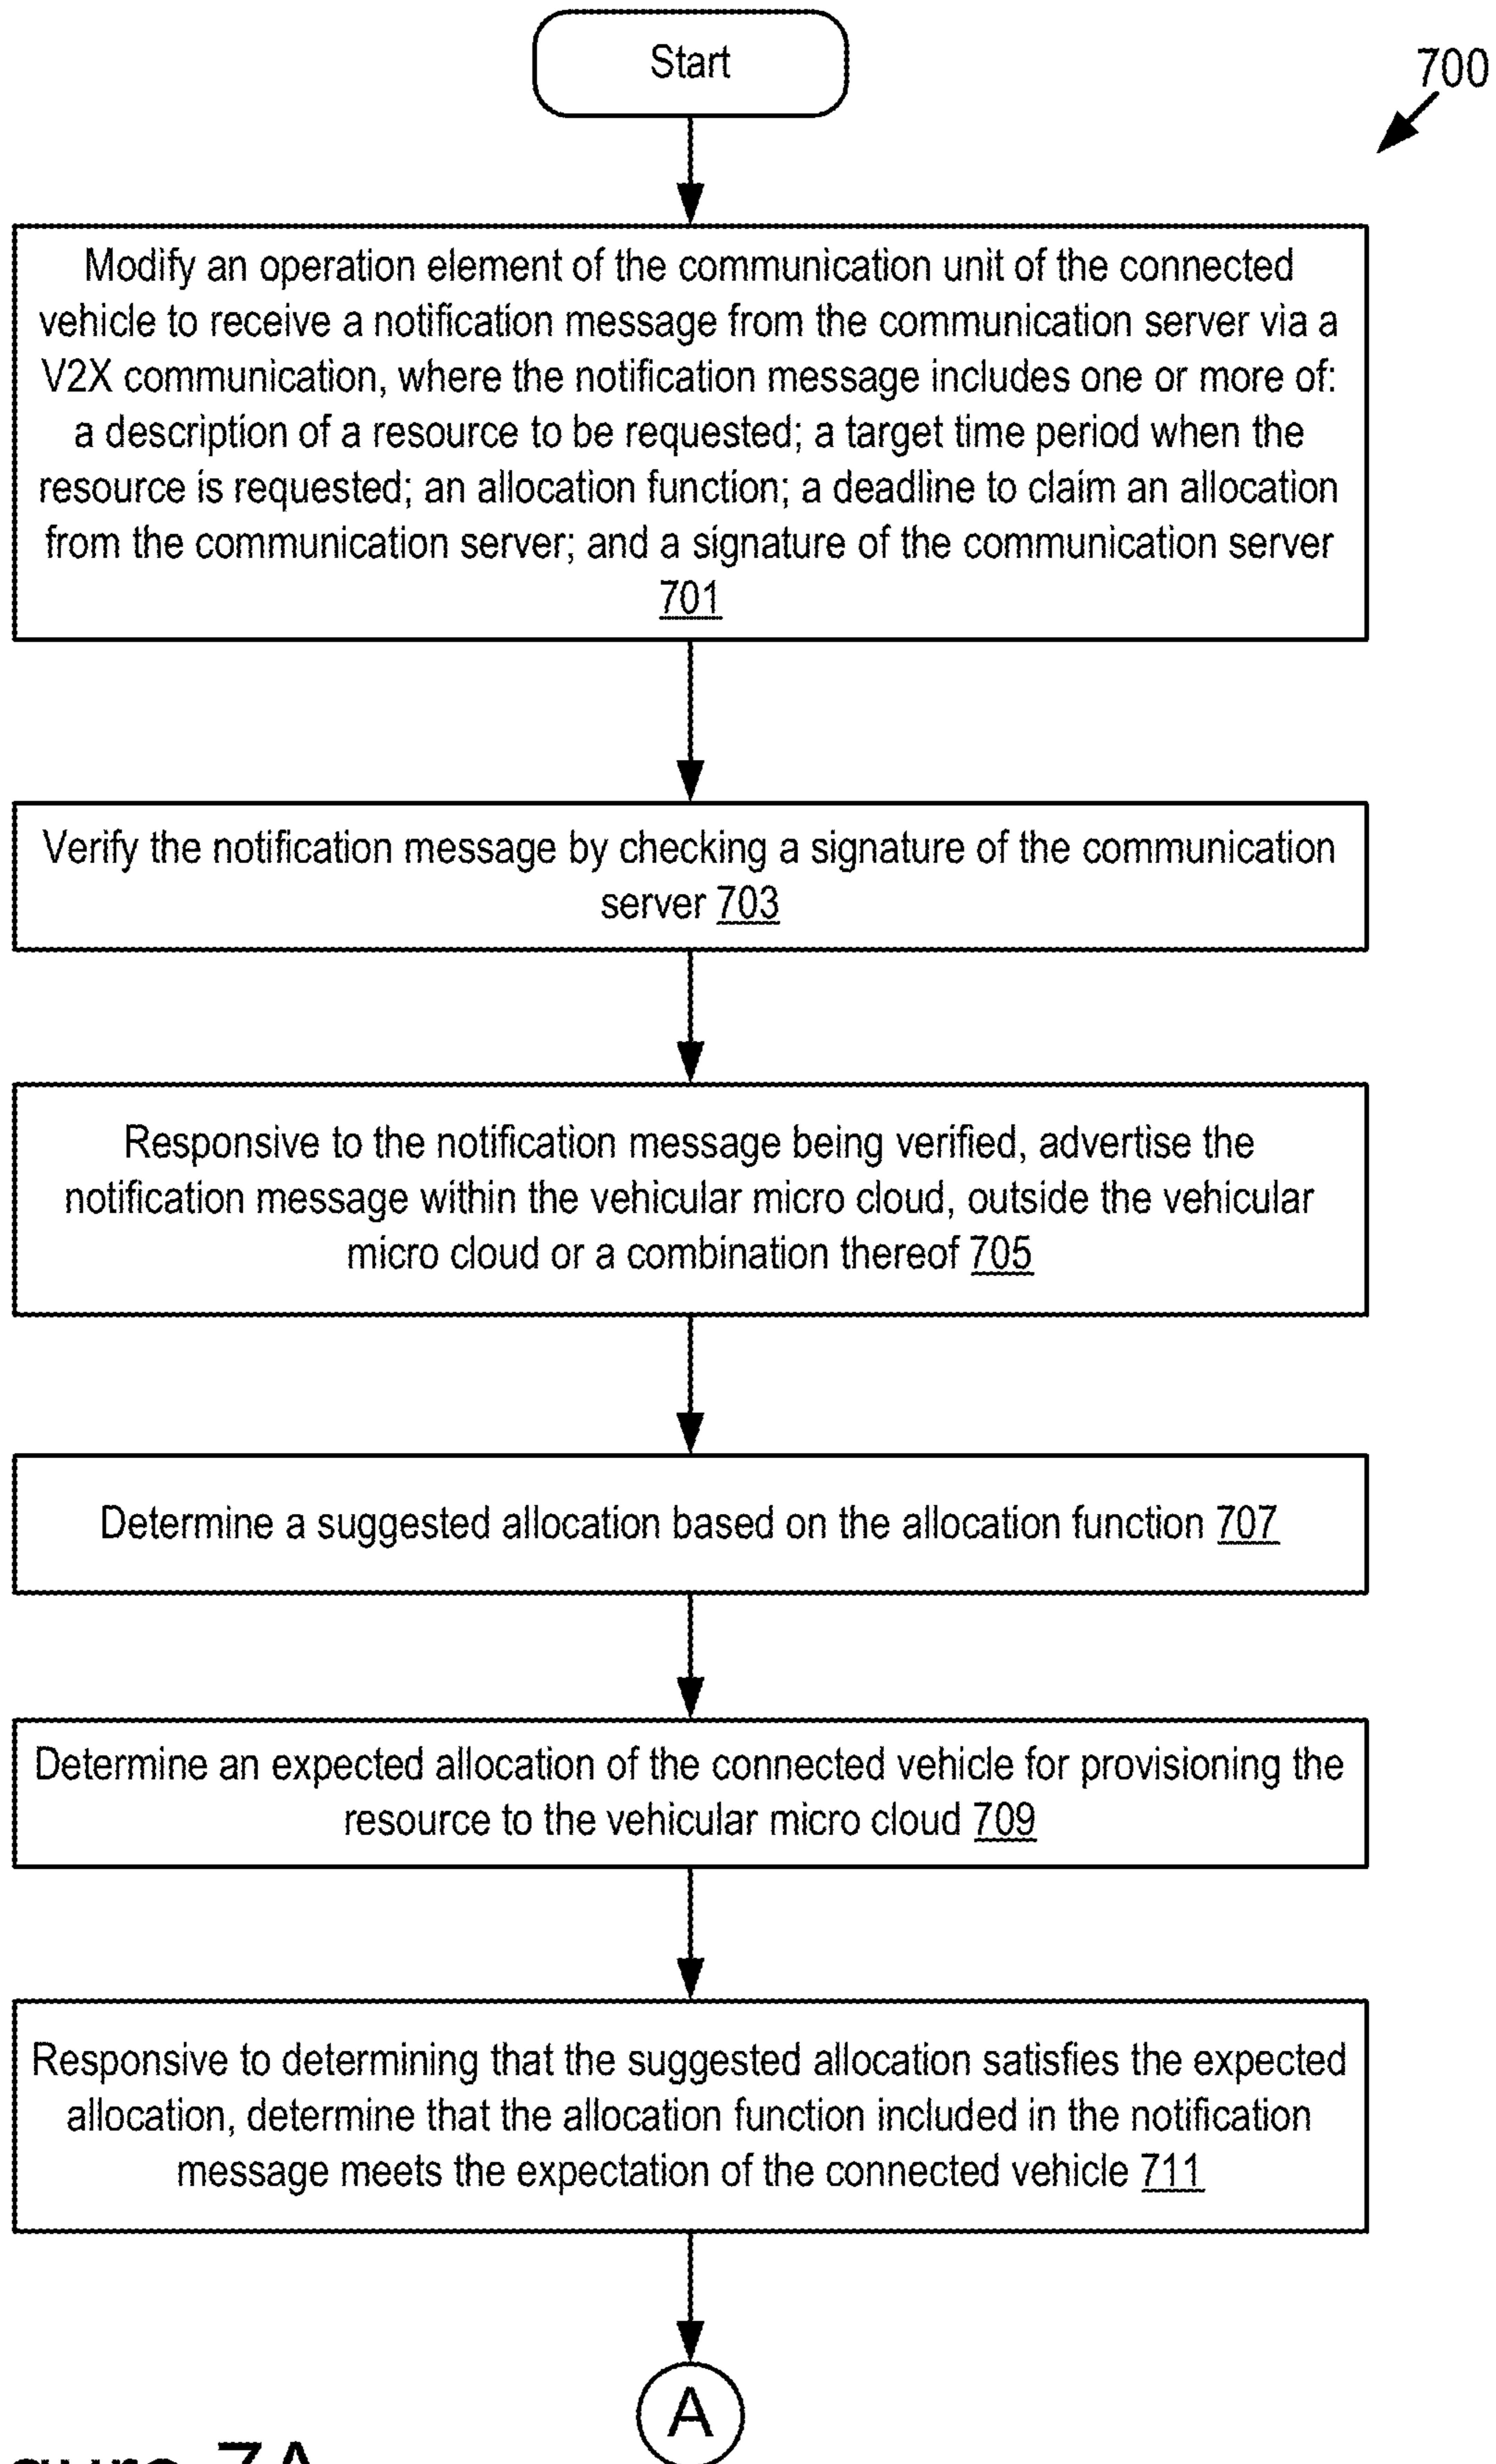 Start
700
Modify an operation element of the communication unit of the connected
vehicle to receive a notification message from the communication server via a
V2X communication, where the notification message includes one or more of:
a description of a resource to be requested; a target time period when the
resource is requested; an allocation function; a deadline to claim an allocation
from the communication server; and a signature of the communication server
701
Verify the notification message by checking a signature of the communication
server 703
Responsive to the notification message being verified, advertise the
notification message within the vehicular micro cloud, outside the vehicular
micro cloud or a combination thereof 705
Determine a suggested allocation based on the allocation function 707
Determine an expected allocation of the connected vehicle for provisioning the
resource to the vehicular micro cloud 709
Responsive to determining that the suggested allocation satisfies the expected
allocation, determine that the allocation function included in the notification
message meets the expectation of the connected vehicle 711
A
7A